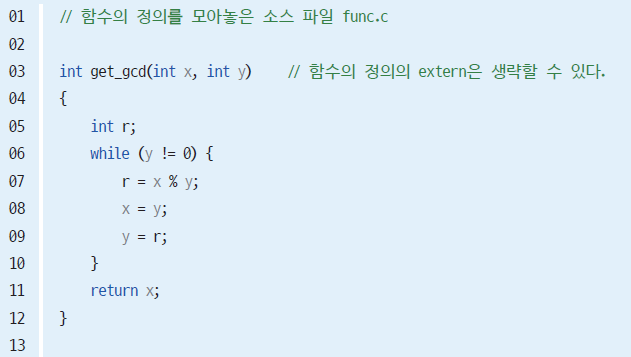 01 // 함수의 정의를 모아놓은 소스 파일 func.c
02
03 int get_gcd(int x, int y) // 함수의 정의의 extern은 생략할 수 있다.
04 {
05 int r;
06 while (y != 0) {
07 r = x % y;
08 x = y;
09 y = r;
10 }
11 return x;
12 }
13